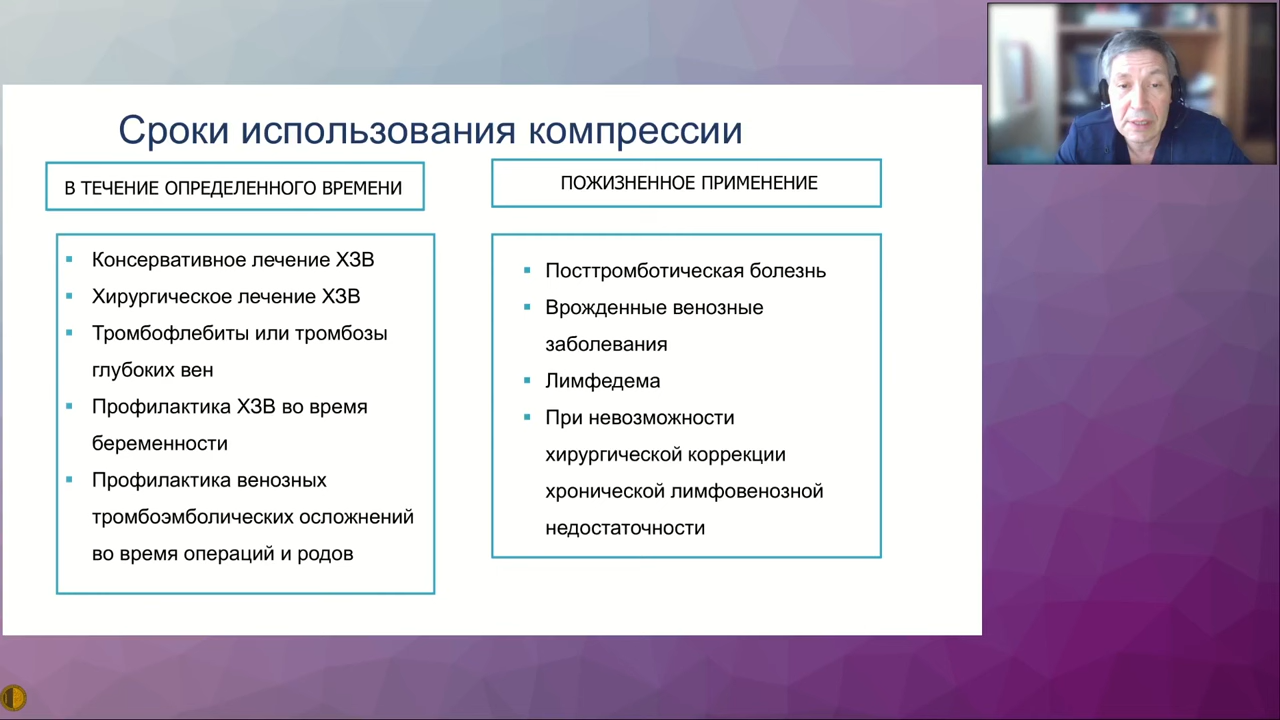 Сроки использования компрессии
В ТЕЧЕНИЕ ОПРЕДЕЛЕННОГО ВРЕМЕНИ
Консервативное лечение ХЗВ
Хирургическое лечение ХЗВ
Тромбофлебиты или тромбозы
глубоких вен
Профилактика ХЗВ во время
беременности
Профилактика венозных
тромбоэмболических осложнений
во время операций и родов
ПОЖИЗНЕННОЕ ПРИМЕНЕНИЕ
Посттромботическая болезнь
Врожденные венозные
заболевания
Лимфедема
При невозможности
хирургической коррекции
хронической лимфовенозной
недостаточности